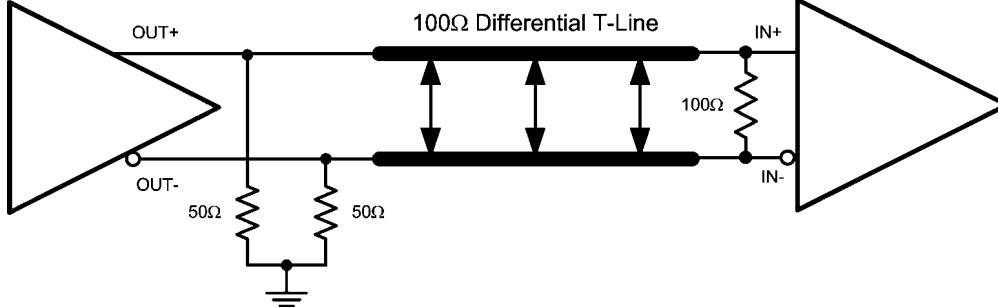 100Ω Differential T-Line
OUT+
IN+
100Ω
OUT-
IN-
50Ω
50Ω